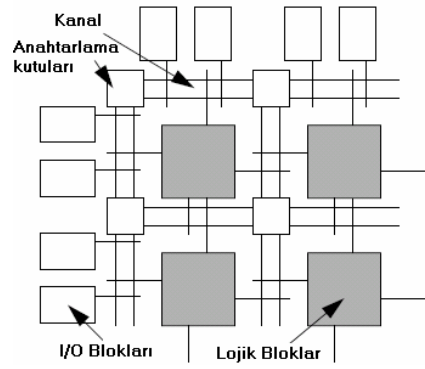 Kanal
Anahtarlama
kutuları
I/O Blokları
Lojik Bloklar